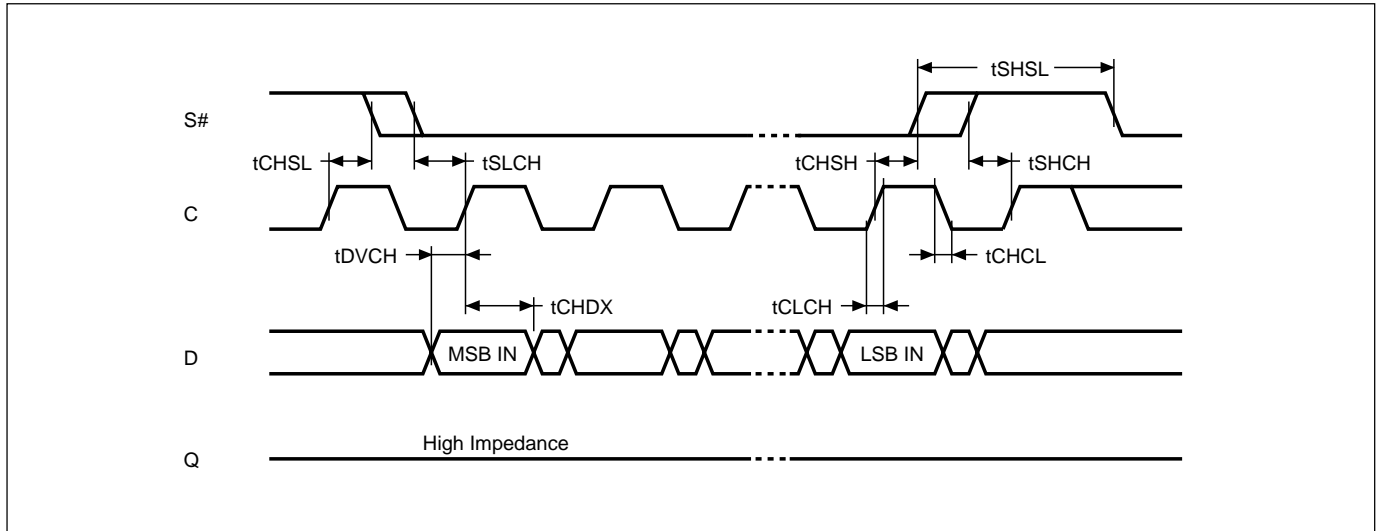 tSHSL
S#
tCHSL
tSLCH
tCHSH
tSHCH
C
tDVCH
tCHCL
tCHDX
tCLCH
D
MSB IN
LSB IN
High Impedance
Q